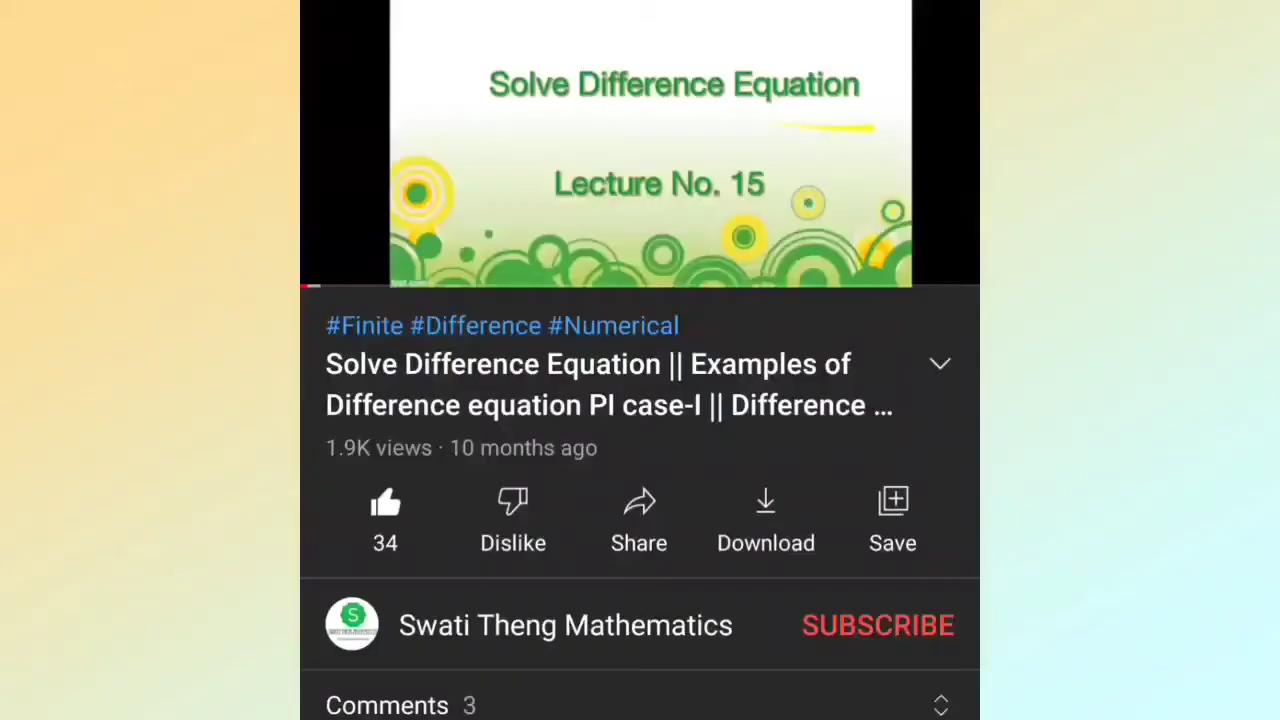 Solve Difference Equation
Lecture No. 15
#Finite #Difference #Numerical
Solve Difference Equation || Examples of
Difference equation PI case-I || Difference ...
1.9K views · 10 months ago
34 Dislike Share Download Save
S
Swati Theng Mathematics SUBSCRIBE
Comments 3